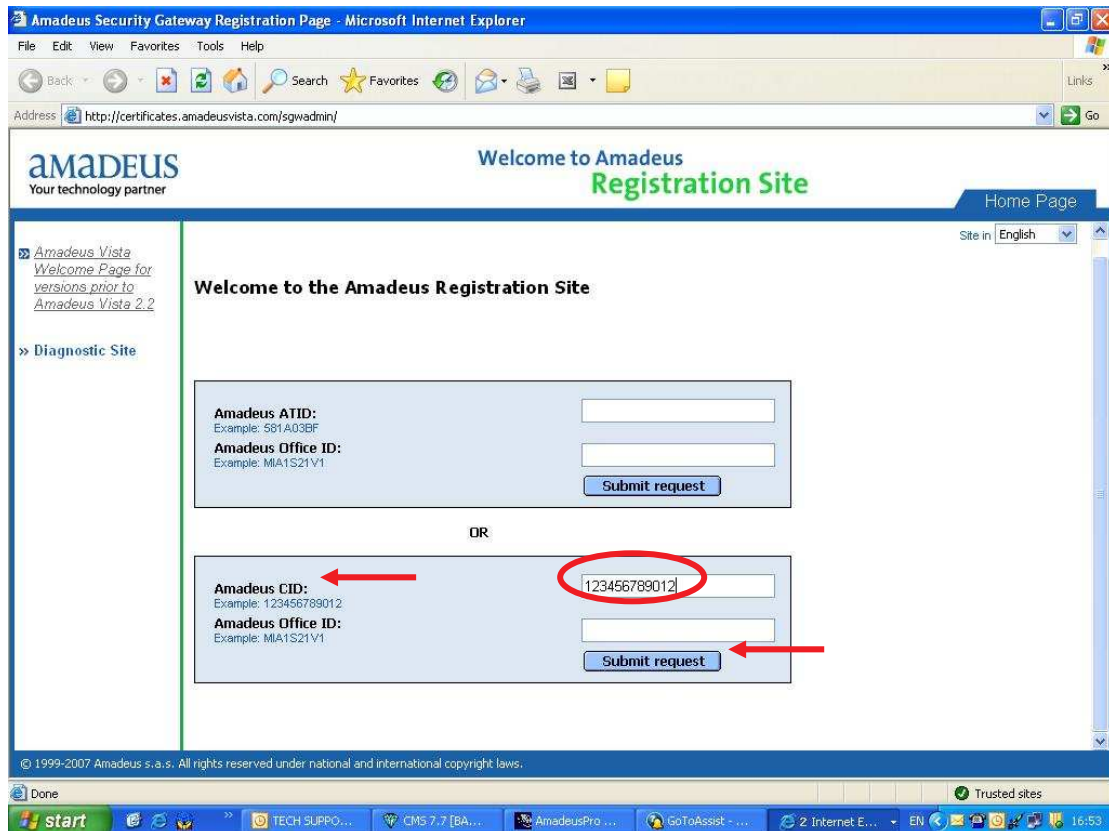 Amadeus Security Gateway Registration Page - Microsoft Internet Explorer
File Edit View Favorites Tools Help
Back Search Favorites Links
Address http://certificates.amadeusvista.com/sgwadmin/ Go
amadeus
Your technology partner
Welcome to Amadeus
Registration Site
Home Page
Site in English
Amadeus Vista
Welcome Page for
versions prior to
Amadeus Vista 2.2
» Diagnostic Site
Welcome to the Amadeus Registration Site
Amadeus ATID:
Example: 581A03BF
Amadeus Office ID:
Example: MIA1S21V1
Submit request
OR
Amadeus CID:
Example: 123456789012
123456789012
Amadeus Office ID:
Example: MIA1S21V1
Submit request
© 1999-2007 Amadeus s.a.s. All rights reserved under national and international copyright laws.
Done Trusted sites
start TECH SUPPO... CMS 7.7 [BA... AmadeusPro ... GoToAssist - ... 2 Internet E... EN 16:53